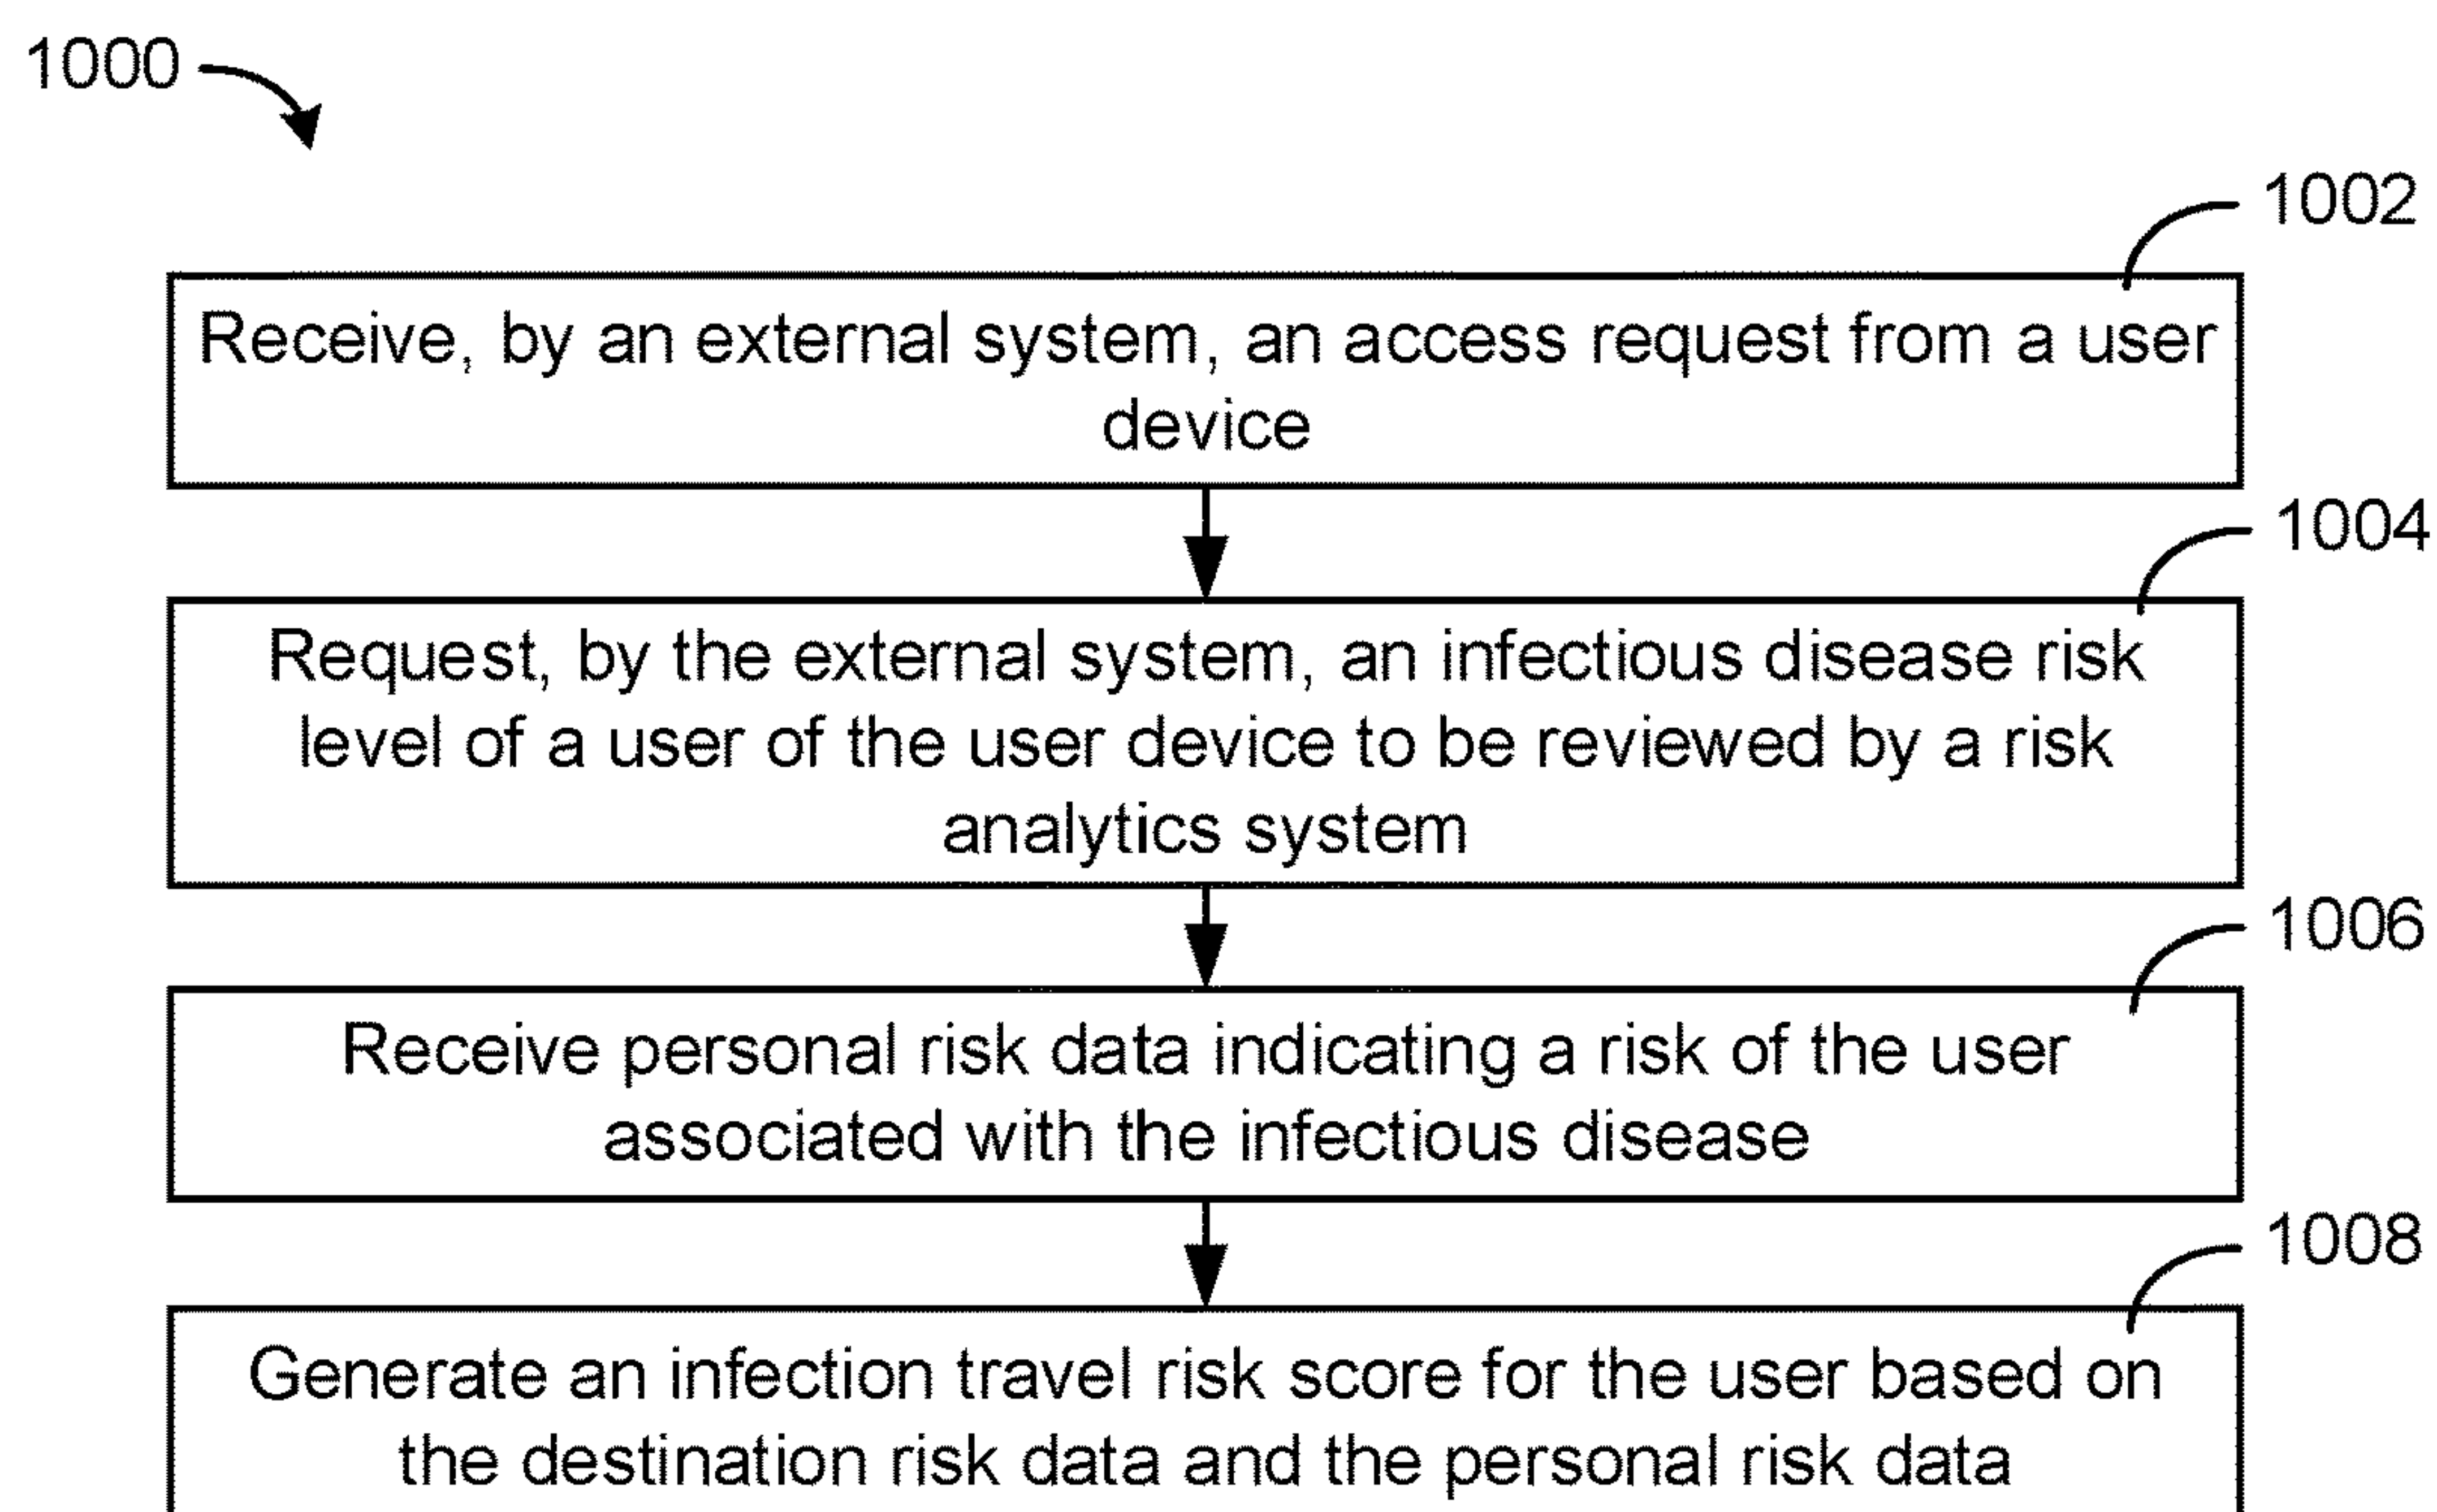 1000
1002
Receive, by an external system, an access request from a user
device
1004
Request, by the external system, an infectious disease risk
level of a user of the user device to be reviewed by a risk
analytics system
1006
Receive personal risk data indicating a risk of the user
associated with the infectious disease
1008
Generate an infection travel risk score for the user based on
the destination risk data and the personal risk data